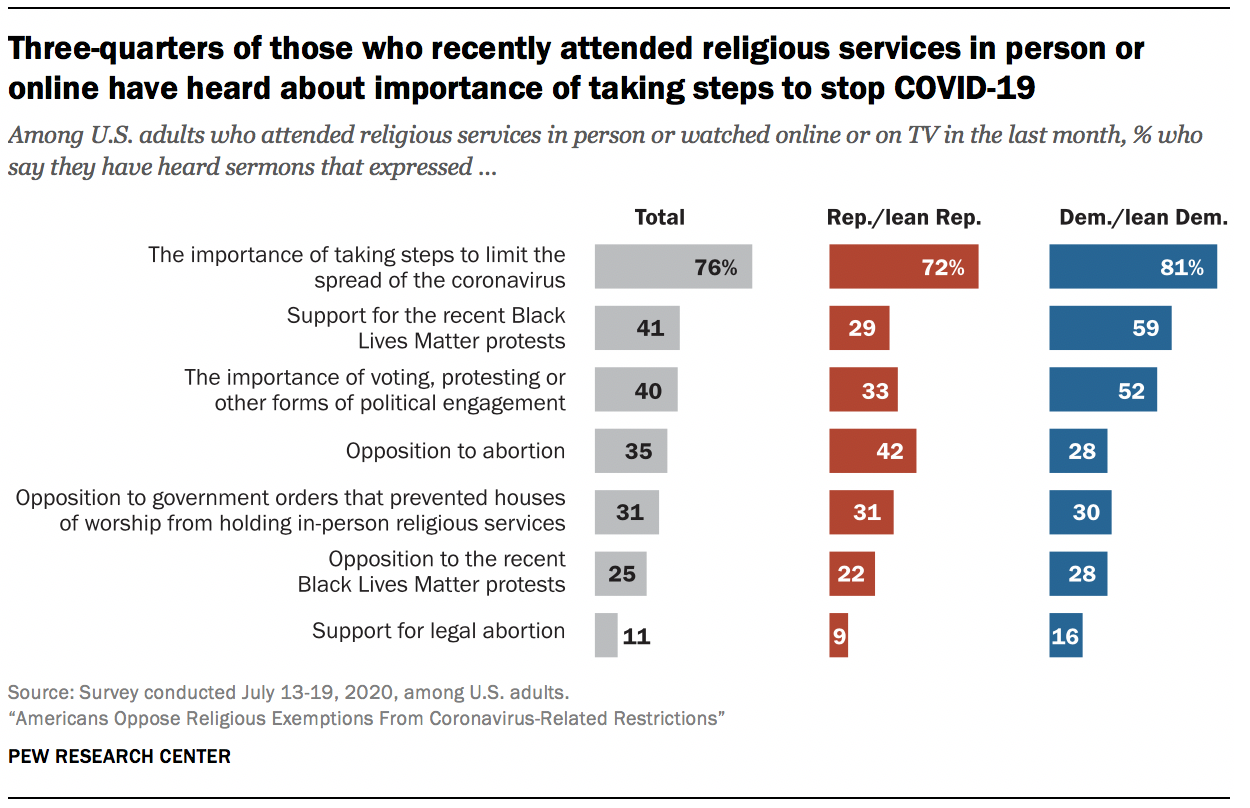 Three-quarters of those who recently attended religious services in person or
online have heard about importance of taking steps to stop COVID-19
Among U.S. adults who attended religious services in person or watched online or on TV in the last month, % who
say they have heard sermons that expressed ...
Total Rep./lean Rep. Dem./lean Dem.
The importance of taking steps to limit the
spread of the coronavirus
76% 72% 81%
Support for the recent Black
Lives Matter protests
41 29 59
The importance of voting, protesting or
other forms of political engagement
40 33 52
Opposition to abortion 35 42 28
Opposition to government orders that prevented houses
of worship from holding in-person religious services
31 31 30
Opposition to the recent
Black Lives Matter protests
25 22 28
Support for legal abortion 11 9 16
Source: Survey conducted July 13-19, 2020, among U.S. adults.
“Americans Oppose Religious Exemptions From Coronavirus-Related Restrictions”
PEW RESEARCH CENTER